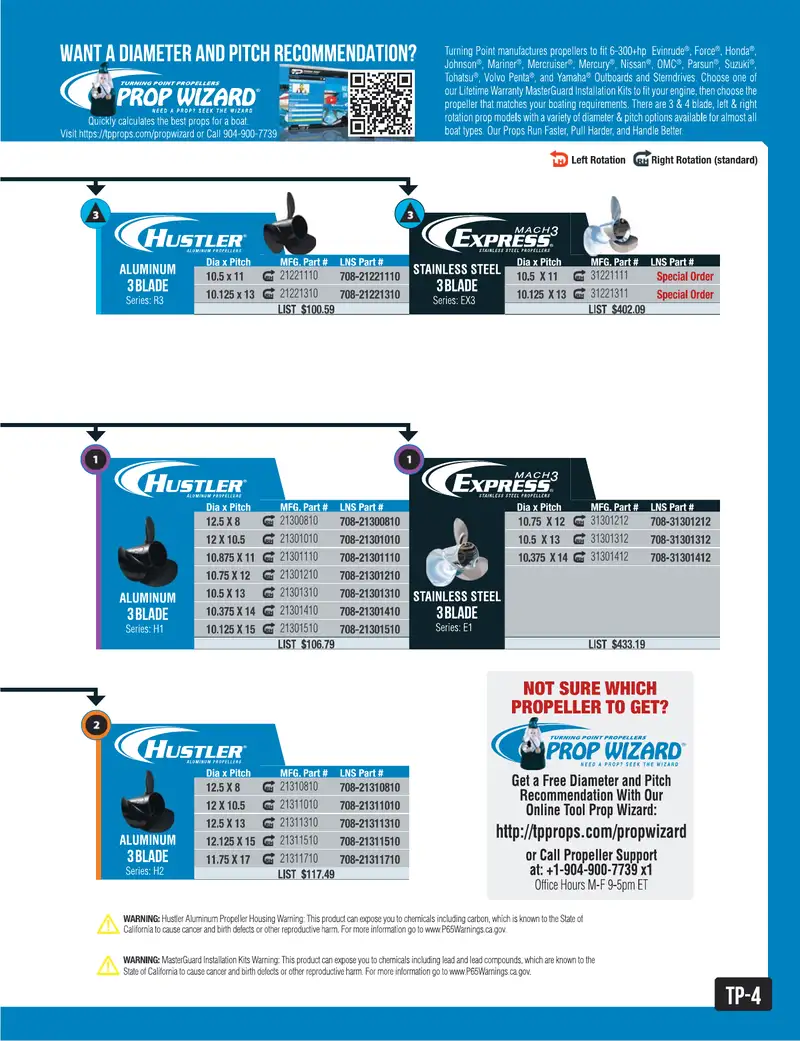 WANT A DIAMETER AND PITCH RECOMMENDATION?
TURNING POINT PROPELLERS
PROP WIZARD®
NEED A PROP? SEEK THE WIZARD
Quickly calculates the best props for a boat.
Visit https://tpprops.com/propwizard or Call 904-900-7739
Turning Point manufactures propellers to fit 6-300+hp Evinrude®, Force®, Honda®,
Johnson®, Mariner®, Mercruiser®, Mercury®, Nissan®, OMC®, Parsun®, Suzuki®,
Tohatsu®, Volvo Penta®, and Yamaha® Outboards and Sterndrives. Choose one of
our Lifetime Warranty MasterGuard Installation Kits to fit your engine, then choose the
propeller that matches your boating requirements. There are 3 & 4 blade, left & right
rotation prop models with a variety of diameter & pitch options available for almost all
boat types. Our Props Run Faster, Pull Harder, and Handle Better.
LH Left Rotation RH Right Rotation (standard)
3
HUSTLER®
ALUMINUM PROPELLERS
ALUMINUM
3 BLADE
Series: R3
Dia x Pitch MFG. Part # LNS Part #
10.5 x 11 RH 21221110 708-21221110
10.125 x 13 RH 21221310 708-21221310
LIST $100.59
3
MACH3
EXPRESS®
STAINLESS STEEL PROPELLERS
STAINLESS STEEL
3 BLADE
Series: EX3
Dia x Pitch MFG. Part # LNS Part #
10.5 X 11 RH 31221111 Special Order
10.125 X 13 RH 31221311 Special Order
LIST $402.09
1
HUSTLER®
ALUMINUM PROPELLERS
ALUMINUM
3 BLADE
Series: H1
Dia x Pitch MFG. Part # LNS Part #
12.5 X 8 RH 21300810 708-21300810
12 X 10.5 RH 21301010 708-21301010
10.875 X 11 RH 21301110 708-21301110
10.75 X 12 RH 21301210 708-21301210
10.5 X 13 RH 21301310 708-21301310
10.375 X 14 RH 21301410 708-21301410
10.125 X 15 RH 21301510 708-21301510
LIST $106.79
1
MACH3
EXPRESS®
STAINLESS STEEL PROPELLERS
STAINLESS STEEL
3 BLADE
Series: E1
Dia x Pitch MFG. Part # LNS Part #
10.75 X 12 RH 31301212 708-31301212
10.5 X 13 RH 31301312 708-31301312
10.375 X 14 RH 31301412 708-31301412
LIST $433.19
2
HUSTLER®
ALUMINUM PROPELLERS
ALUMINUM
3 BLADE
Series: H2
Dia x Pitch MFG. Part # LNS Part #
12.5 X 8 RH 21310810 708-21310810
12 X 10.5 RH 21311010 708-21311010
12.5 X 13 RH 21311310 708-21311310
12.125 X 15 RH 21311510 708-21311510
11.75 X 17 RH 21311710 708-21311710
LIST $117.49
NOT SURE WHICH
PROPELLER TO GET?
TURNING POINT PROPELLERS
PROP WIZARD®
NEED A PROP? SEEK THE WIZARD
Get a Free Diameter and Pitch
Recommendation With Our
Online Tool Prop Wizard:
http://tpprops.com/propwizard
or Call Propeller Support
at: +1-904-900-7739 x1
Office Hours M-F 9-5pm ET
WARNING: Hustler Aluminum Propeller Housing Warning: This product can expose you to chemicals including carbon, which is known to the State of
California to cause cancer and birth defects or other reproductive harm. For more information go to www.P65Warnings.ca.gov.
WARNING: MasterGuard Installation Kits Warning: This product can expose you to chemicals including lead and lead compounds, which are known to the
State of California to cause cancer and birth defects or other reproductive harm. For more information go to www.P65Warnings.ca.gov.
TP-4